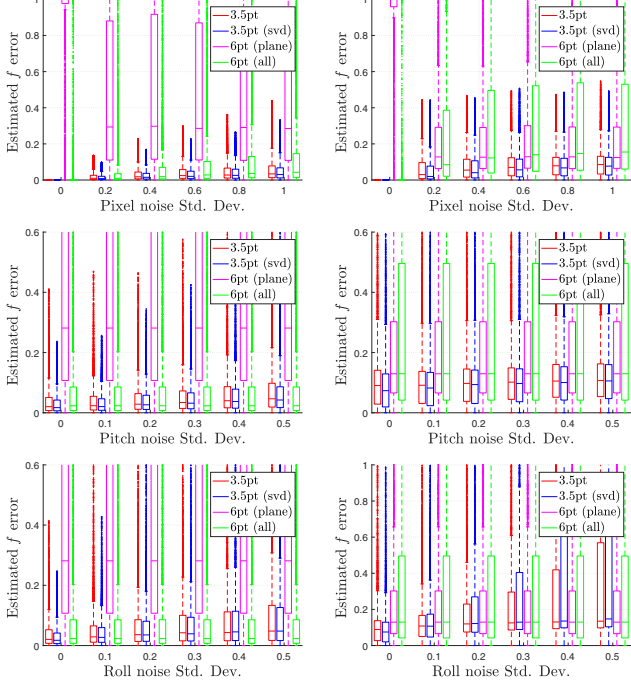 Estimated f error
0
0.2
0.4
0.6
0.8
1
3.5pt
3.5pt (svd)
6pt (plane)
6pt (all)
0 0.2 0.4 0.6 0.8 1
Pixel noise Std. Dev.
Estimated f error
0
0.2
0.4
0.6
0.8
1
3.5pt
3.5pt (svd)
6pt (plane)
6pt (all)
0 0.2 0.4 0.6 0.8 1
Pixel noise Std. Dev.
Estimated f error
0
0.2
0.4
0.6
3.5pt
3.5pt (svd)
6pt (plane)
6pt (all)
0 0.1 0.2 0.3 0.4 0.5
Pitch noise Std. Dev.
Estimated f error
0
0.2
0.4
0.6
3.5pt
3.5pt (svd)
6pt (plane)
6pt (all)
0 0.1 0.2 0.3 0.4 0.5
Pitch noise Std. Dev.
Estimated f error
0
0.2
0.4
0.6
3.5pt
3.5pt (svd)
6pt (plane)
6pt (all)
0 0.1 0.2 0.3 0.4 0.5
Roll noise Std. Dev.
Estimated f error
0
0.2
0.4
0.6
0.8
1
3.5pt
3.5pt (svd)
6pt (plane)
6pt (all)
0 0.1 0.2 0.3 0.4 0.5
Roll noise Std. Dev.